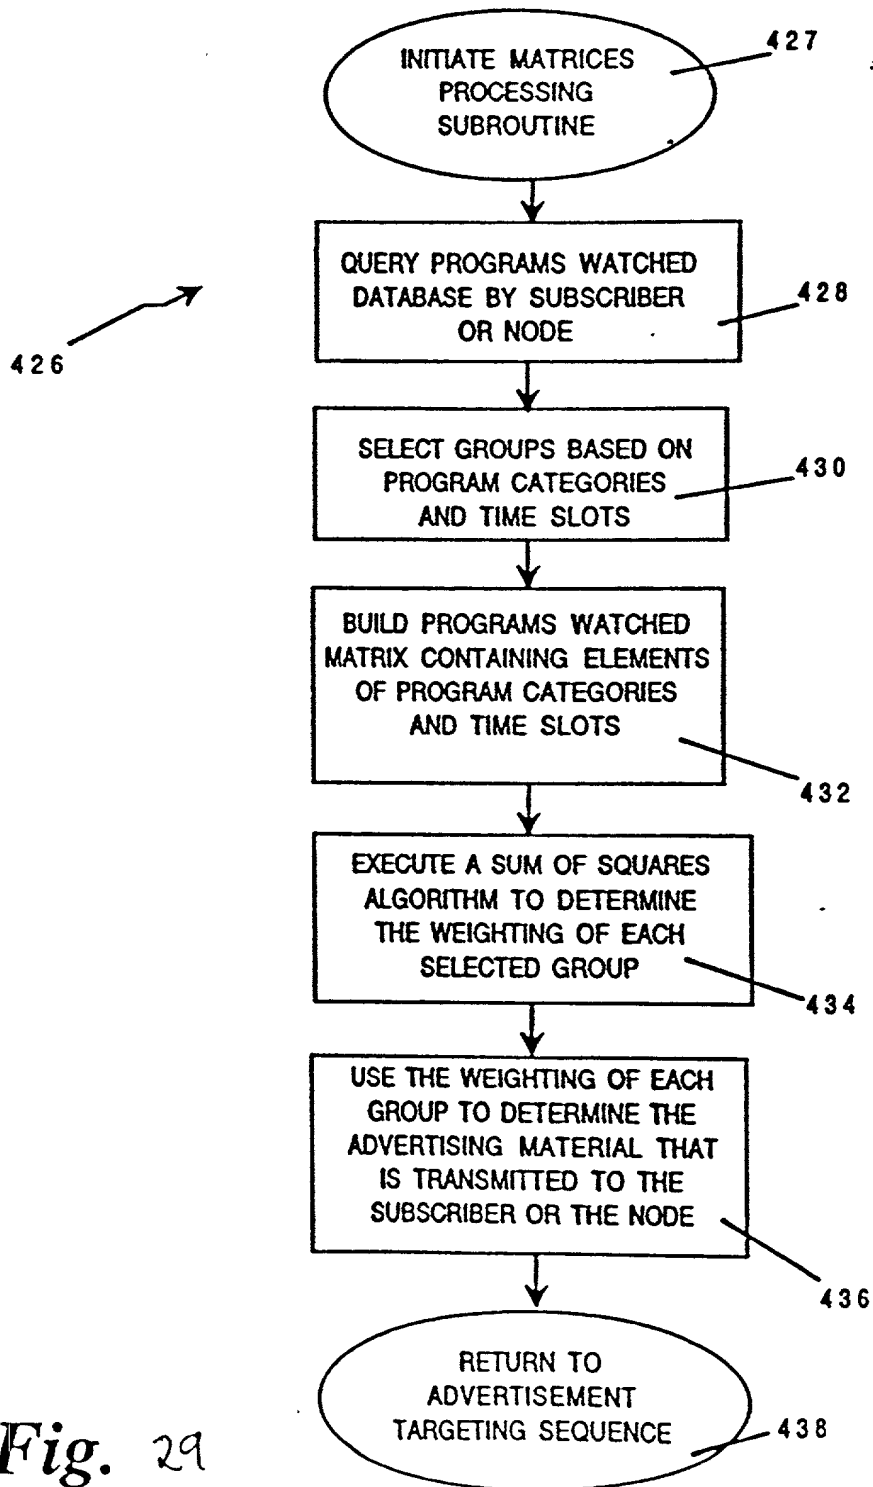 INITIATE MATRICES
PROCESSING
SUBROUTINE
427
QUERY PROGRAMS WATCHED
DATABASE BY SUBSCRIBER
OR NODE
428
426
SELECT GROUPS BASED ON
PROGRAM CATEGORIES
AND TIME SLOTS
430
BUILD PROGRAMS WATCHED
MATRIX CONTAINING ELEMENTS
OF PROGRAM CATEGORIES
AND TIME SLOTS
432
EXECUTE A SUM OF SQUARES
ALGORITHM TO DETERMINE
THE WEIGHTING OF EACH
SELECTED GROUP
434
USE THE WEIGHTING OF EACH
GROUP TO DETERMINE THE
ADVERTISING MATERIAL THAT
IS TRANSMITTED TO THE
SUBSCRIBER OR THE NODE
436
RETURN TO
ADVERTISEMENT
TARGETING SEQUENCE
438
Fig. 29